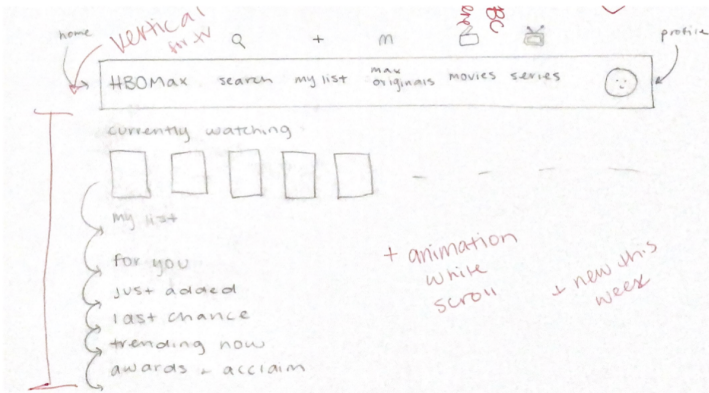 home
vertical
for tv
+
m
BC
profile
HBOMax search my list max originals movies series
currently watching
my list
for you
just added
last chance
trending now
awards + acclaim
+ animation
while
scroll
+ new this
week